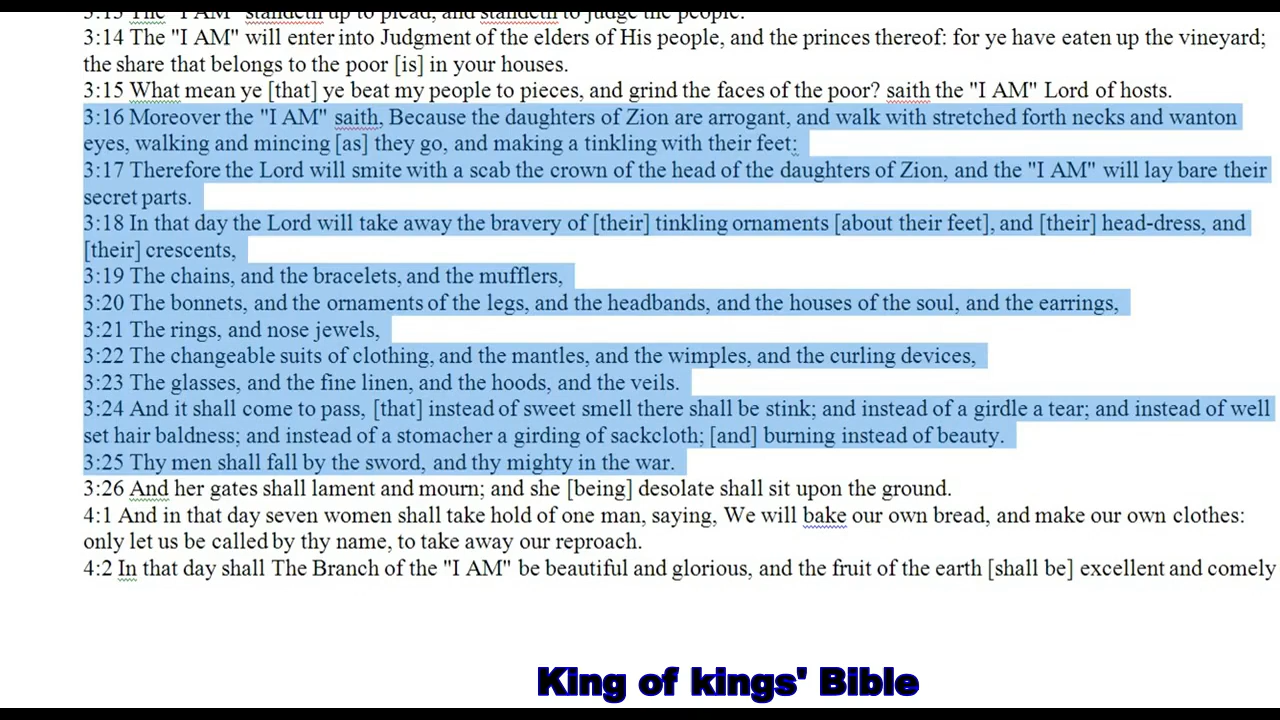 3:13 The "I AM" standeth up to plead, and standeth to judge the people.
3:14 The "I AM" will enter into Judgment of the elders of His people, and the princes thereof: for ye have eaten up the vineyard;
the share that belongs to the poor [is] in your houses.
3:15 What mean ye [that] ye beat my people to pieces, and grind the faces of the poor? saith the "I AM" Lord of hosts.
3:16 Moreover the "I AM" saith, Because the daughters of Zion are arrogant, and walk with stretched forth necks and wanton
eyes, walking and mincing [as] they go, and making a tinkling with their feet:
3:17 Therefore the Lord will smite with a scab the crown of the head of the daughters of Zion, and the "I AM" will lay bare their
secret parts.
3:18 In that day the Lord will take away the bravery of [their] tinkling ornaments [about their feet], and [their] head-dress, and
[their] crescents,
3:19 The chains, and the bracelets, and the mufflers,
3:20 The bonnets, and the ornaments of the legs, and the headbands, and the houses of the soul, and the earrings,
3:21 The rings, and nose jewels,
3:22 The changeable suits of clothing, and the mantles, and the wimples, and the curling devices,
3:23 The glasses, and the fine linen, and the hoods, and the veils.
3:24 And it shall come to pass, [that] instead of sweet smell there shall be stink; and instead of a girdle a tear; and instead of well
set hair baldness; and instead of a stomacher a girding of sackcloth; [and] burning instead of beauty.
3:25 Thy men shall fall by the sword, and thy mighty in the war.
3:26 And her gates shall lament and mourn; and she [being] desolate shall sit upon the ground.
4:1 And in that day seven women shall take hold of one man, saying, We will bake our own bread, and make our own clothes:
only let us be called by thy name, to take away our reproach.
4:2 In that day shall The Branch of the "I AM" be beautiful and glorious, and the fruit of the earth [shall be] excellent and comely
King of kings' Bible